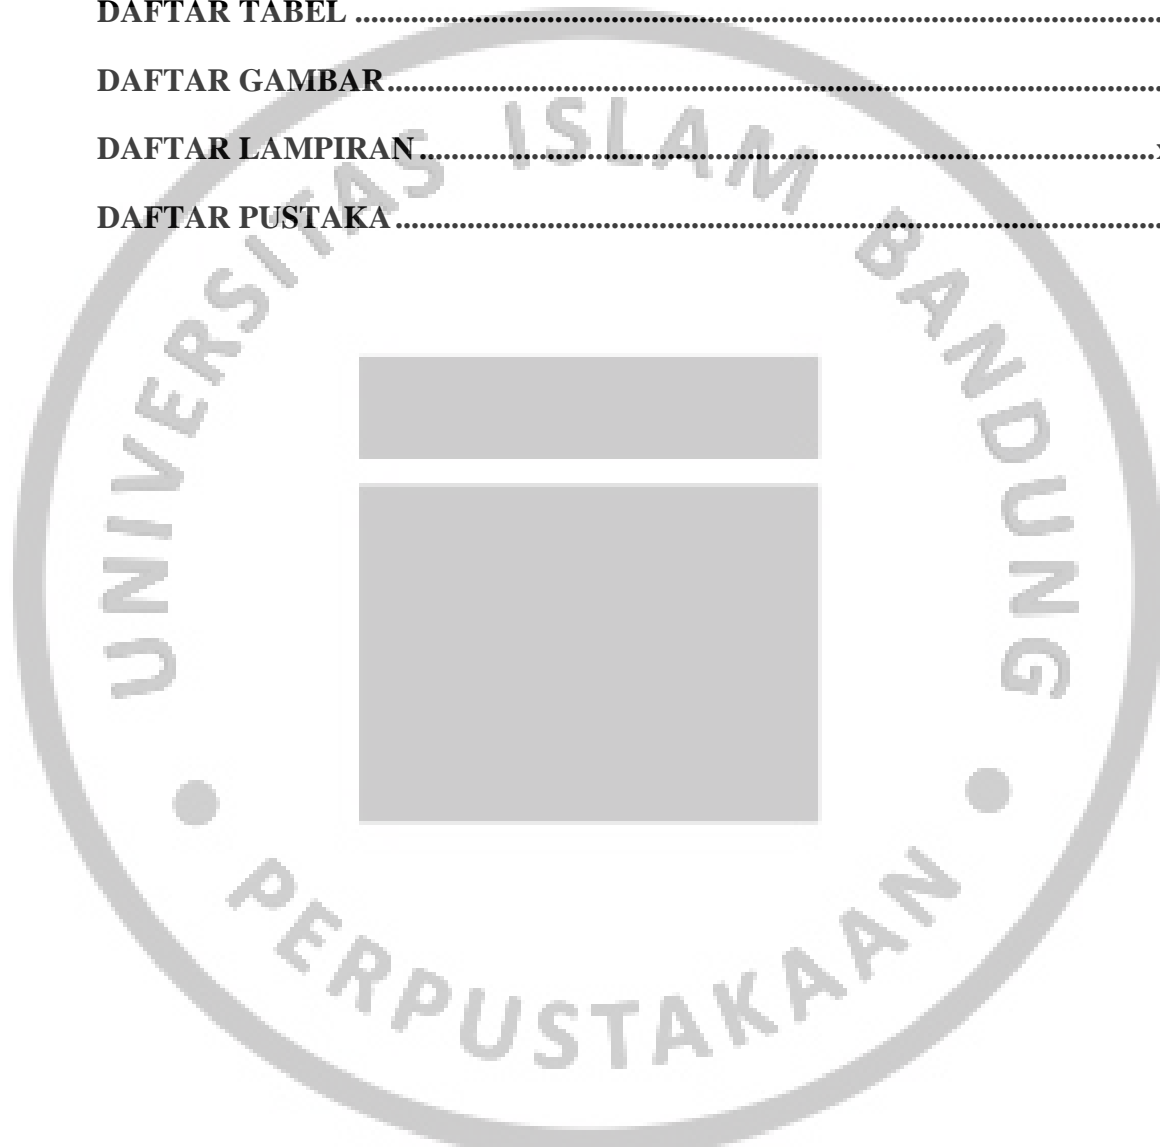 DAFTAR TABEL ................................................................................................
DAFTAR GAMBAR ............................................................................................
DAFTAR LAMPIRAN ........................................................................................
DAFTAR PUSTAKA ...........................................................................................
UNIVERSITAS ISLAM BANDUNG
• PERPUSTAKAAN •